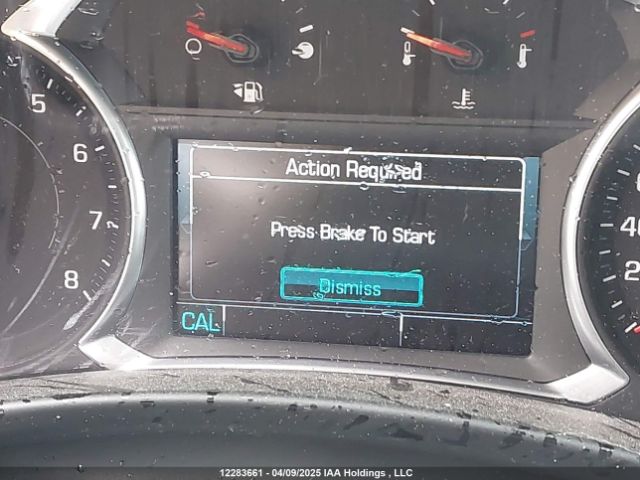 5
6
7
8
Action Required
Press Brake To Start
Dismiss
CAL
40
2
12283661 - 04/09/2025 IAA Holdings , LLC